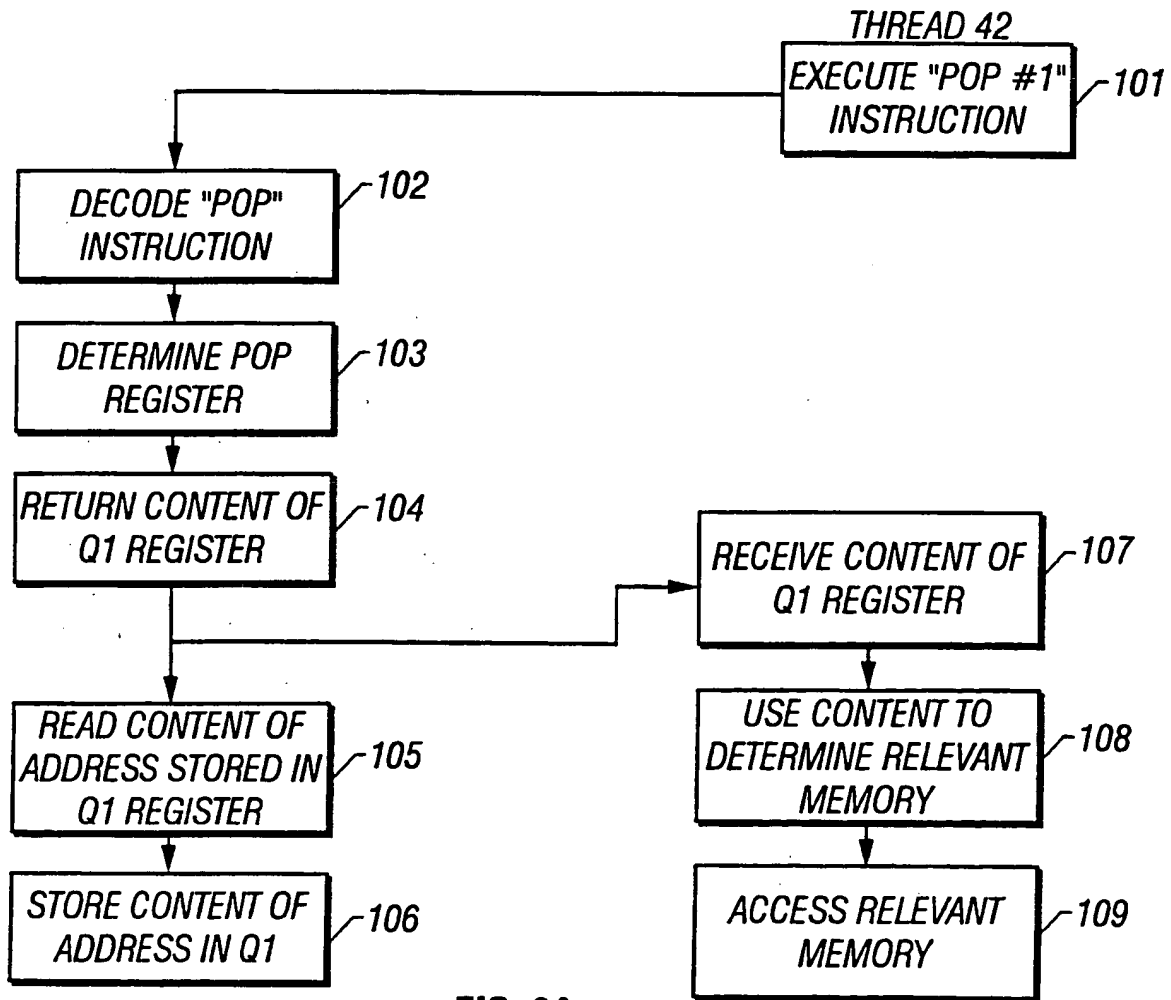 THREAD 42
EXECUTE "POP #1"
INSTRUCTION
101
DECODE "POP"
INSTRUCTION
102
DETERMINE POP
REGISTER
103
RETURN CONTENT OF
Q1 REGISTER
104
READ CONTENT OF
ADDRESS STORED IN
Q1 REGISTER
105
STORE CONTENT OF
ADDRESS IN Q1
106
RECEIVE CONTENT OF
Q1 REGISTER
107
USE CONTENT TO
DETERMINE RELEVANT
MEMORY
108
ACCESS RELEVANT
MEMORY
109